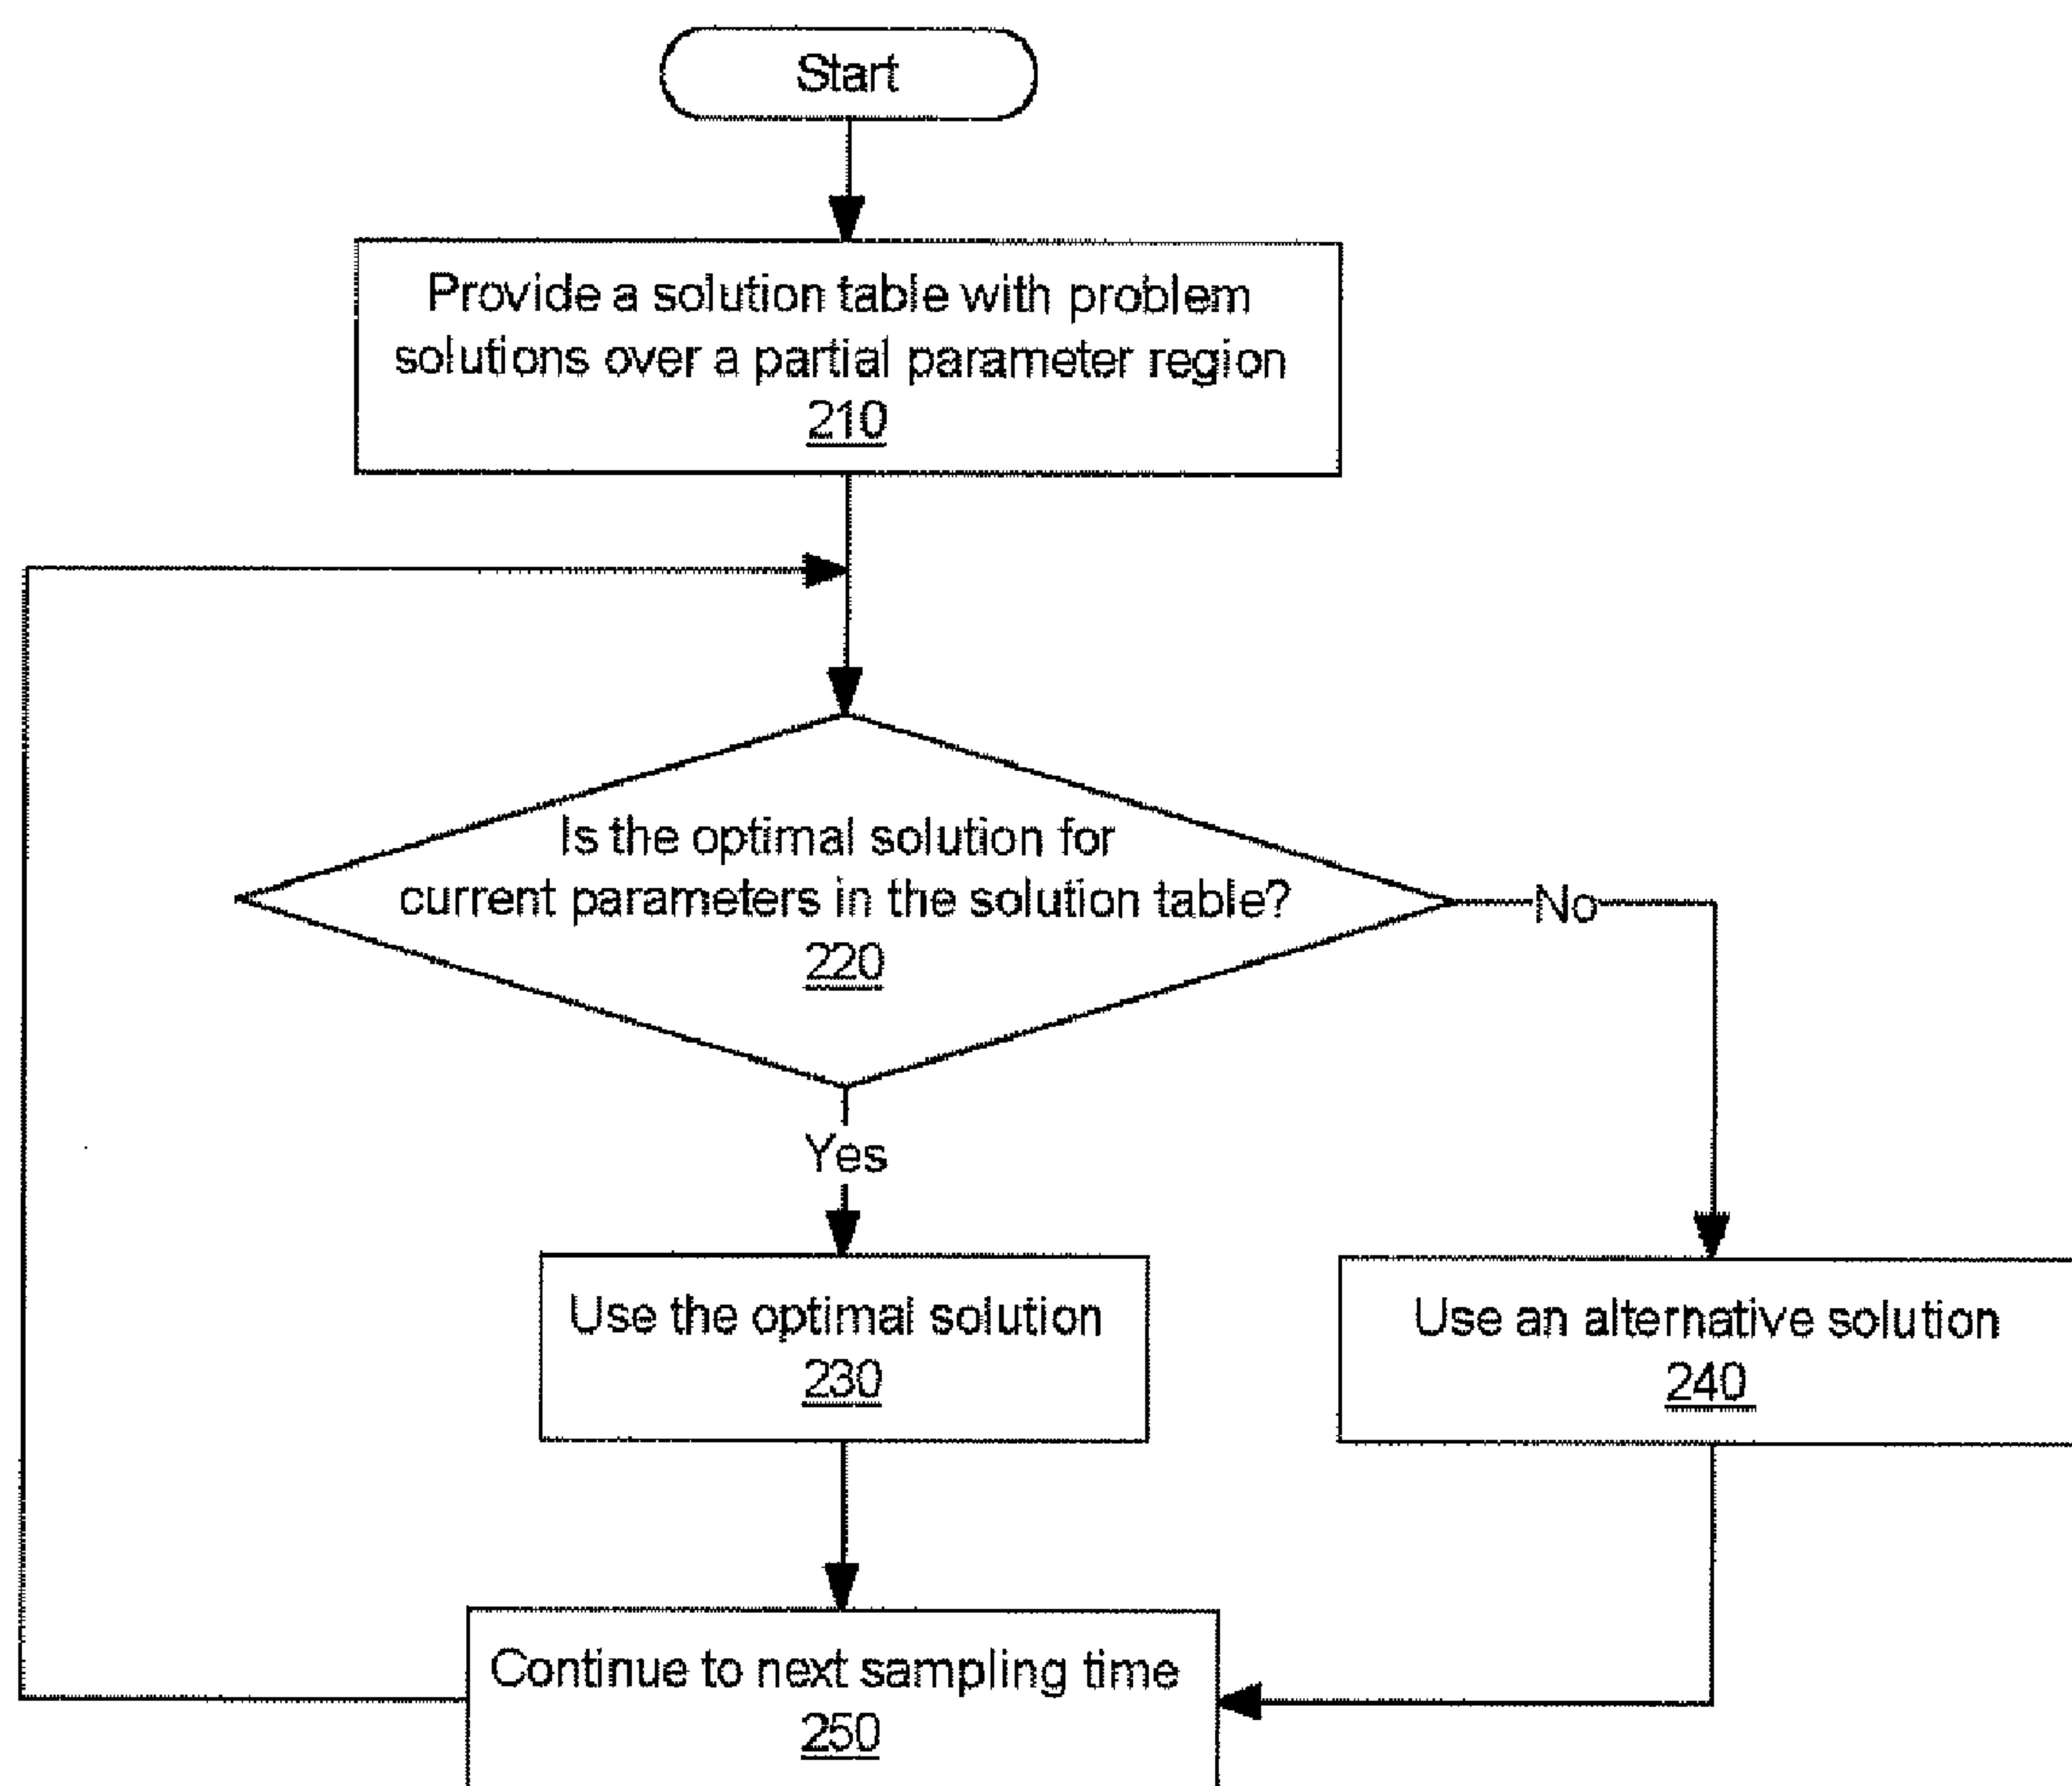 Start
Provide a solution table with problem
solutions over a partial parameter region
210
Is the optimal solution for
current parameters in the solution table?
220
No
Yes
Use the optimal solution
230
Use an alternative solution
240
Continue to next sampling time
250